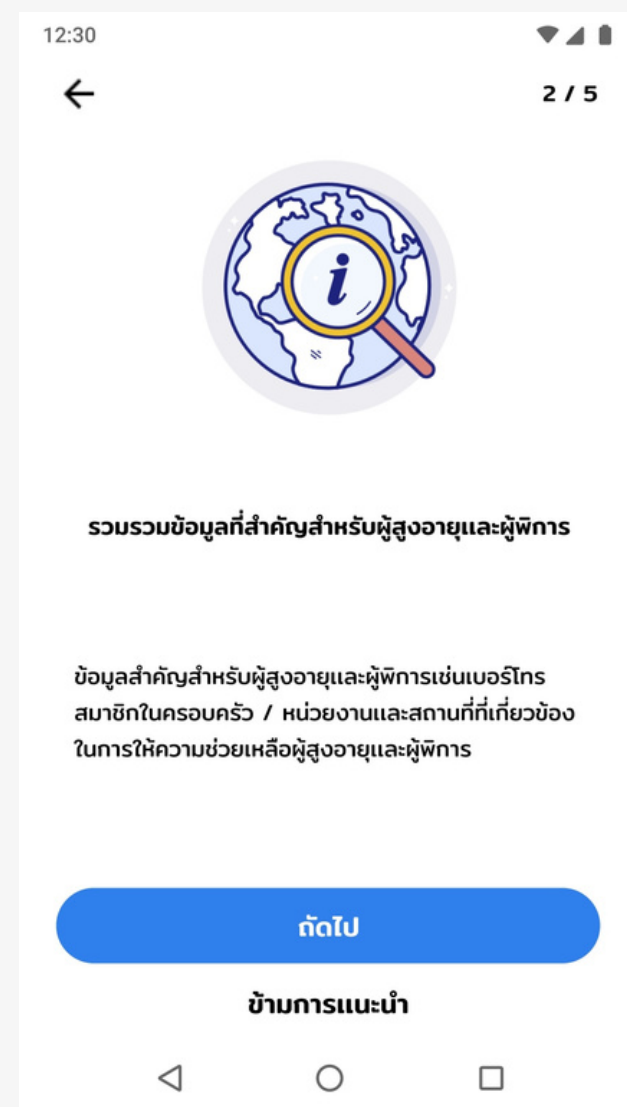 12:30
2 / 5
i
รวมรวมข้อมูลที่สำคัญสำหรับผู้สูงอายุและผู้พิการ
ข้อมูลสำคัญสำหรับผู้สูงอายุและผู้พิการเช่นเบอร์โทร
สมาชิกในครอบครัว / หน่วยงานและสถานที่ที่เกี่ยวข้อง
ในการให้ความช่วยเหลือผู้สูงอายุและผู้พิการ
ถัดไป
ข้ามการแนะนำ